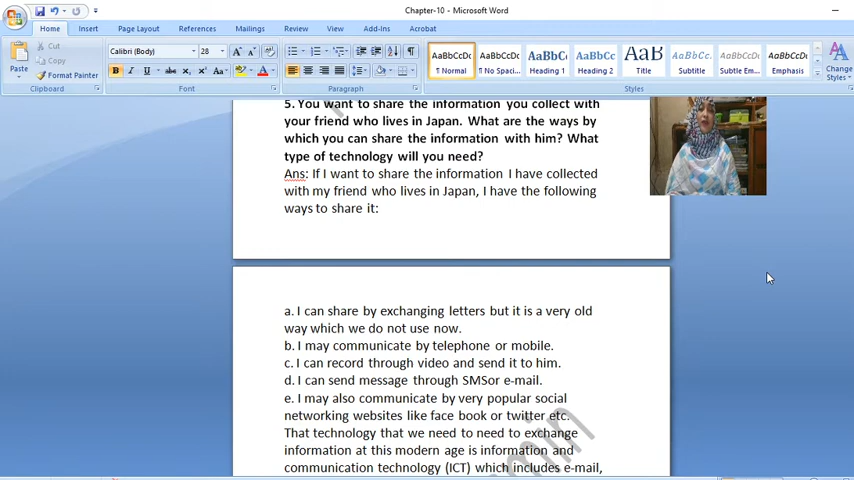 Chapter-10 - Microsoft Word
Home Insert Page Layout References Mailings Review View Add-Ins Acrobat
Cut
Copy
Format Painter
Paste
Clipboard
Calibri (Body) 28
B I U abc X₂ X² Aa
Font
Paragraph
AaBbCcDc AaBbCcDc AaBbC AaBbCc AaB AaBbCc. AaBbCcDc AaBbCcDc
¶ Normal ¶ No Spaci... Heading 1 Heading 2 Title Subtitle Subtle Em... Emphasis
Change Styles
Styles
5. You want to share the information you collect with
your friend who lives in Japan. What are the ways by
which you can share the information with him? What
type of technology will you need?
Ans: If I want to share the information I have collected
with my friend who lives in Japan, I have the following
ways to share it:
a. I can share by exchanging letters but it is a very old
way which we do not use now.
b. I may communicate by telephone or mobile.
c. I can record through video and send it to him.
d. I can send message through SMSor e-mail.
e. I may also communicate by very popular social
networking websites like face book or twitter etc.
That technology that we need to need to exchange
information at this modern age is information and
communication technology (ICT) which includes e-mail,